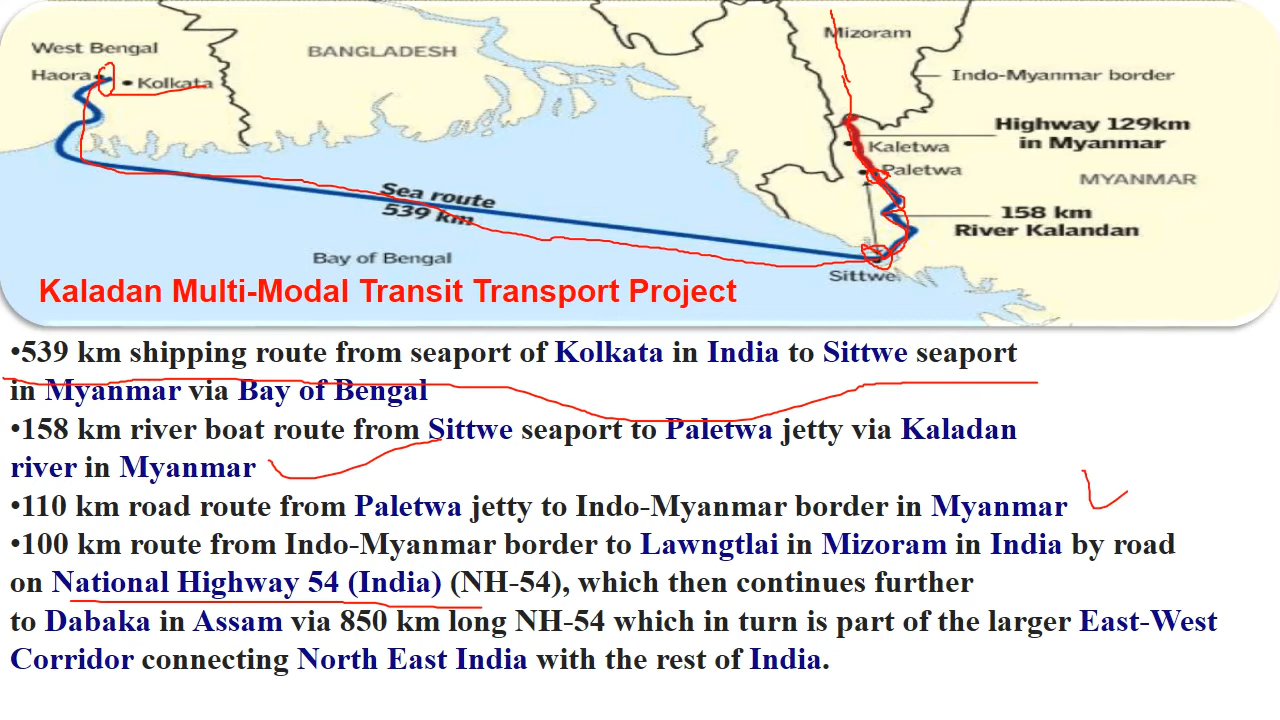 West Bengal
Haora
Kolkata
BANGLADESH
Mizoram
Indo-Myanmar border
Highway 129km
in Myanmar
Kaletwa
Paletwa
MYANMAR
Sea route
539 km
158 km
River Kalandan
Bay of Bengal
Sittwe
Kaladan Multi-Modal Transit Transport Project
•539 km shipping route from seaport of Kolkata in India to Sittwe seaport
in Myanmar via Bay of Bengal
•158 km river boat route from Sittwe seaport to Paletwa jetty via Kaladan
river in Myanmar
•110 km road route from Paletwa jetty to Indo-Myanmar border in Myanmar
•100 km route from Indo-Myanmar border to Lawngtlai in Mizoram in India by road
on National Highway 54 (India) (NH-54), which then continues further
to Dabaka in Assam via 850 km long NH-54 which in turn is part of the larger East-West
Corridor connecting North East India with the rest of India.